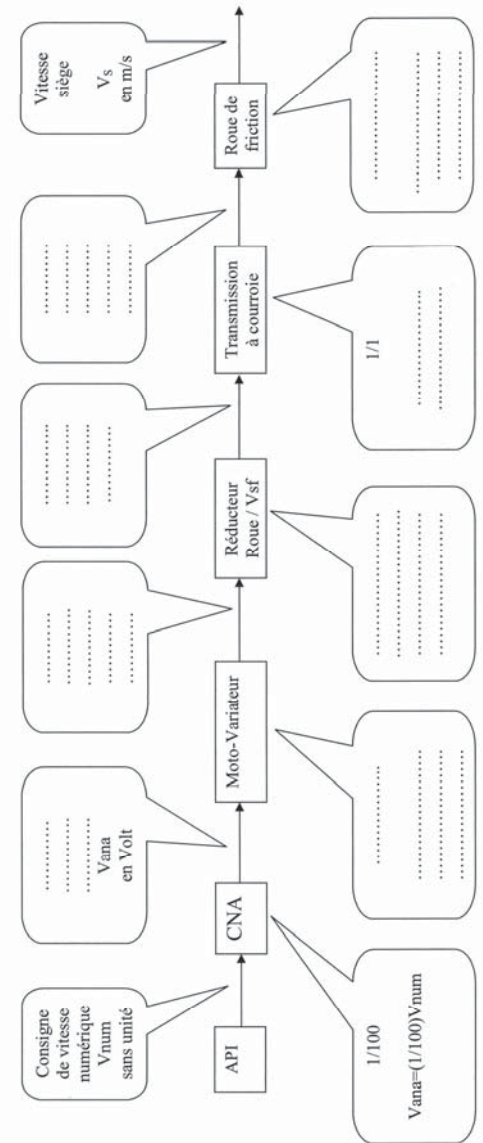 Consigne
de vitesse
numérique
Vnum
sans unité
Vana
en Volt
Vitesse
siège
Vs
en m/s
API
CNA
Moto-Variateur
Réducteur
Roue / Vsf
Transmission
à courroie
Roue de
friction
1/100
Vana=(1/100)Vnum
1/1